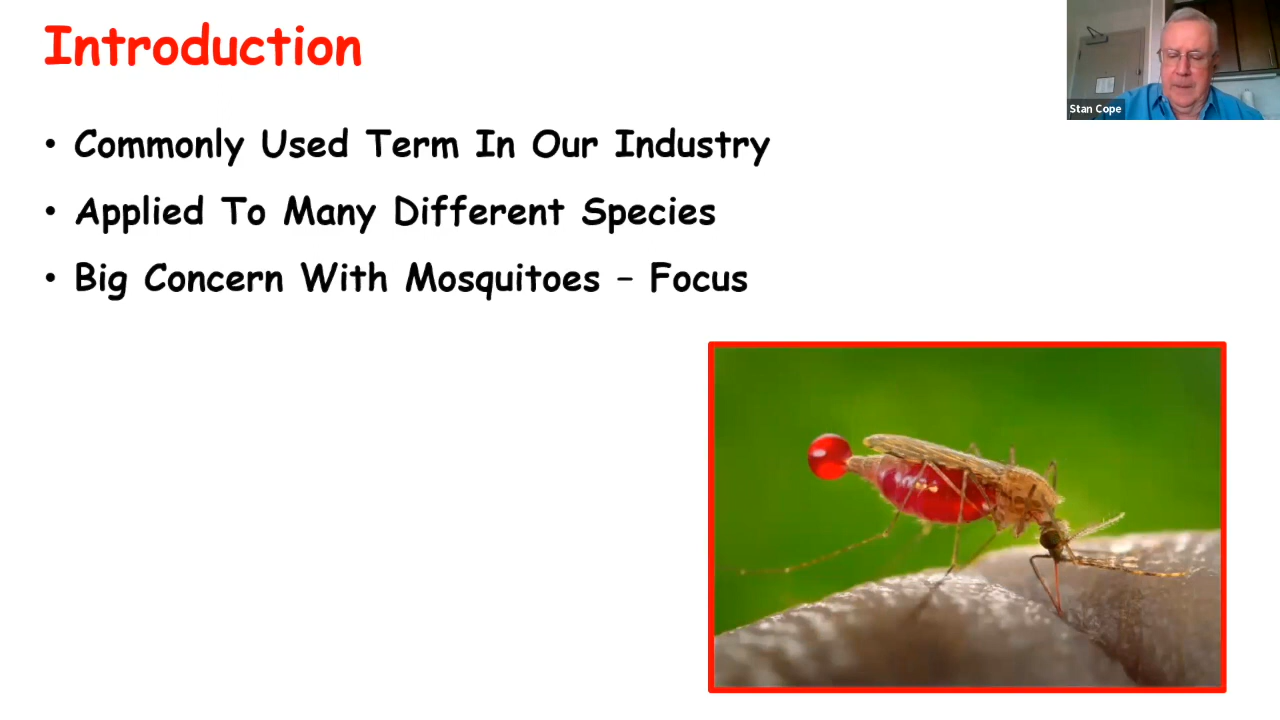 Introduction
Stan Cope
• Commonly Used Term In Our Industry
• Applied To Many Different Species
• Big Concern With Mosquitoes – Focus